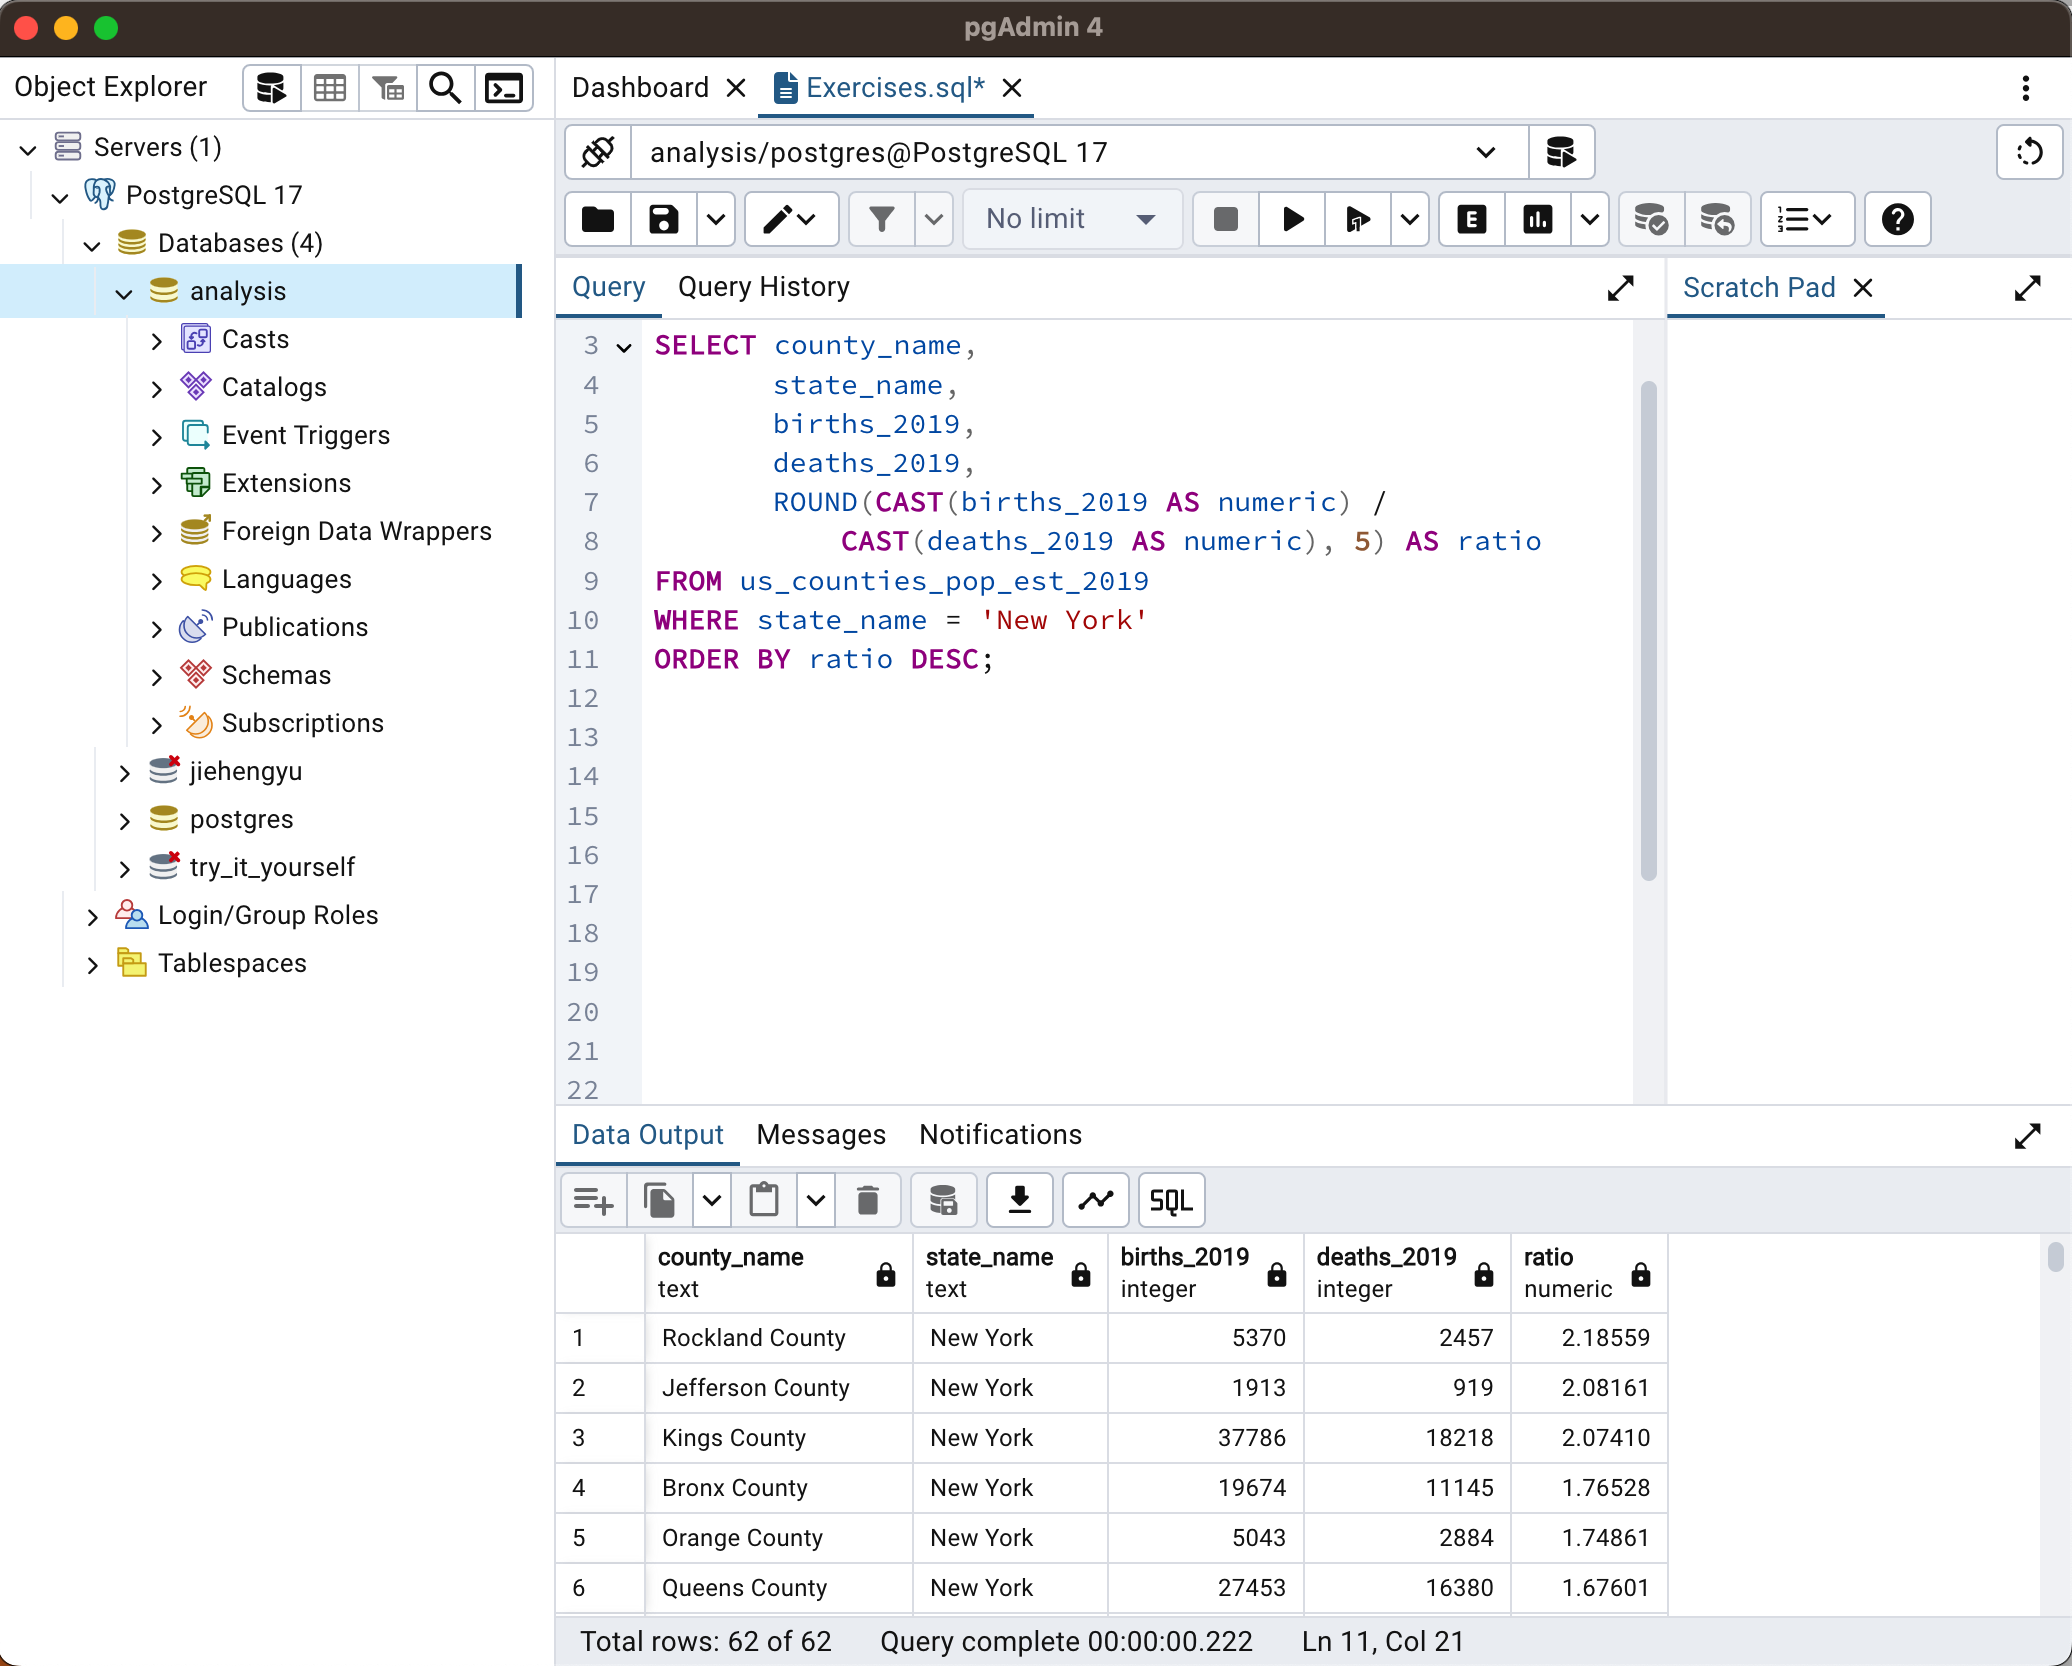 pgAdmin 4
Object Explorer
Servers (1)
PostgreSQL 17
Databases (4)
analysis
Casts
Catalogs
Event Triggers
Extensions
Foreign Data Wrappers
Languages
Publications
Schemas
Subscriptions
jiehengyu
postgres
try_it_yourself
Login/Group Roles
Tablespaces
Dashboard
Exercises.sql*
analysis/postgres@PostgreSQL 17
No limit
E
Query
Query History
Scratch Pad
3 SELECT county_name,
4 state_name,
5 births_2019,
6 deaths_2019,
7 ROUND(CAST(births_2019 AS numeric) /
8 CAST(deaths_2019 AS numeric), 5) AS ratio
9 FROM us_counties_pop_est_2019
10 WHERE state_name = 'New York'
11 ORDER BY ratio DESC;
12
13
14
15
16
17
18
19
20
21
22
Data Output Messages Notifications
SQL
county_name state_name births_2019 deaths_2019 ratio
text text integer integer numeric
1 Rockland County New York 5370 2457 2.18559
2 Jefferson County New York 1913 919 2.08161
3 Kings County New York 37786 18218 2.07410
4 Bronx County New York 19674 11145 1.76528
5 Orange County New York 5043 2884 1.74861
6 Queens County New York 27453 16380 1.67601
Total rows: 62 of 62 Query complete 00:00:00.222 Ln 11, Col 21